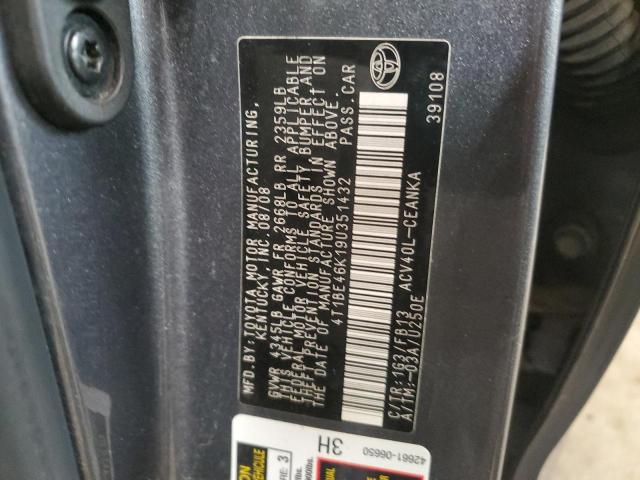 MFD.BY:TOYOTA MOTOR MANUFACTURING,
KENTUCKY, INC. 08/08
GVWR 4345LB GAWR FR 2668LB RR 2359LB
THIS VEHICLE CONFORMS TO ALL APPLICABLE
FEDERAL MOTOR VEHICLE SAFETY, BUMPER, AND
THEFT PREVENTION STANDARDS IN EFFECT ON
THE DATE OF MANUFACTURE SHOWN ABOVE.
4T1BE46K19U351432 PASS.CAR
C/TR:1G3/FB13 ACV40L-CEANKA
A/TM:-03A/U250E
39108
3H
42661-06650